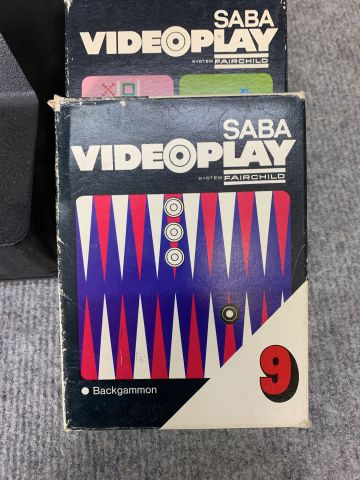 SABA
VIDEOPLAY
SYSTEM FAIRCHILD
SABA
VIDEOPLAY
SYSTEM FAIRCHILD
Backgammon
9